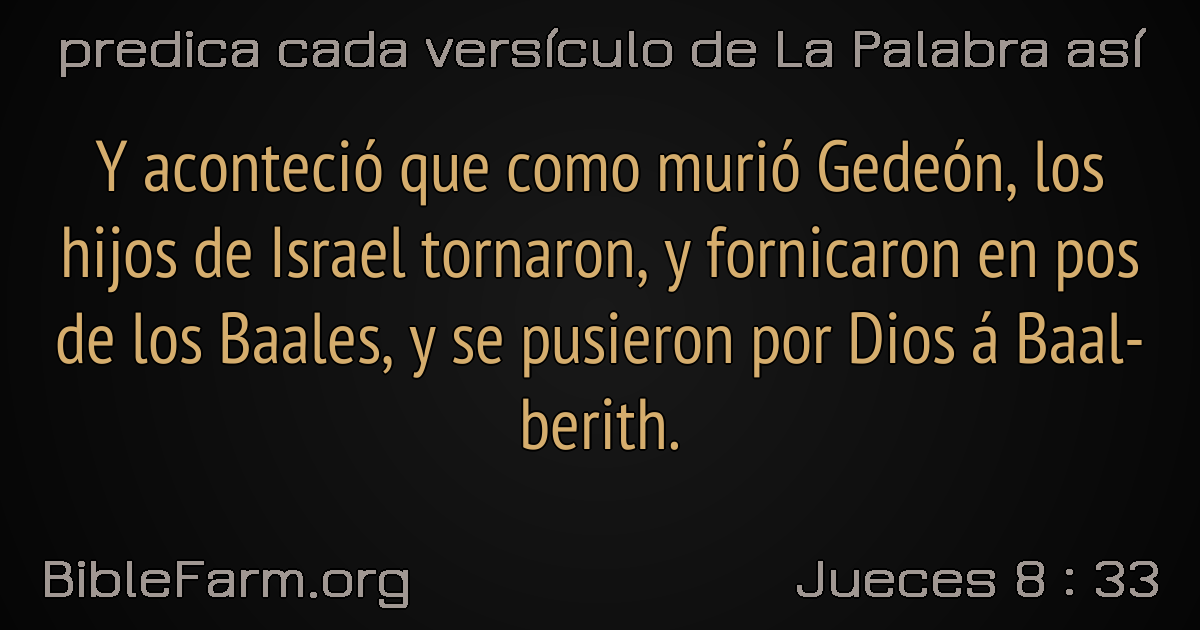 predica cada versículo de La Palabra así
Y aconteció que como murió Gedeón, los
hijos de Israel tornaron, y fornicaron en pos
de los Baales, y se pusieron por Dios á Baal-
berith.
BibleFarm.org
Jueces 8 : 33